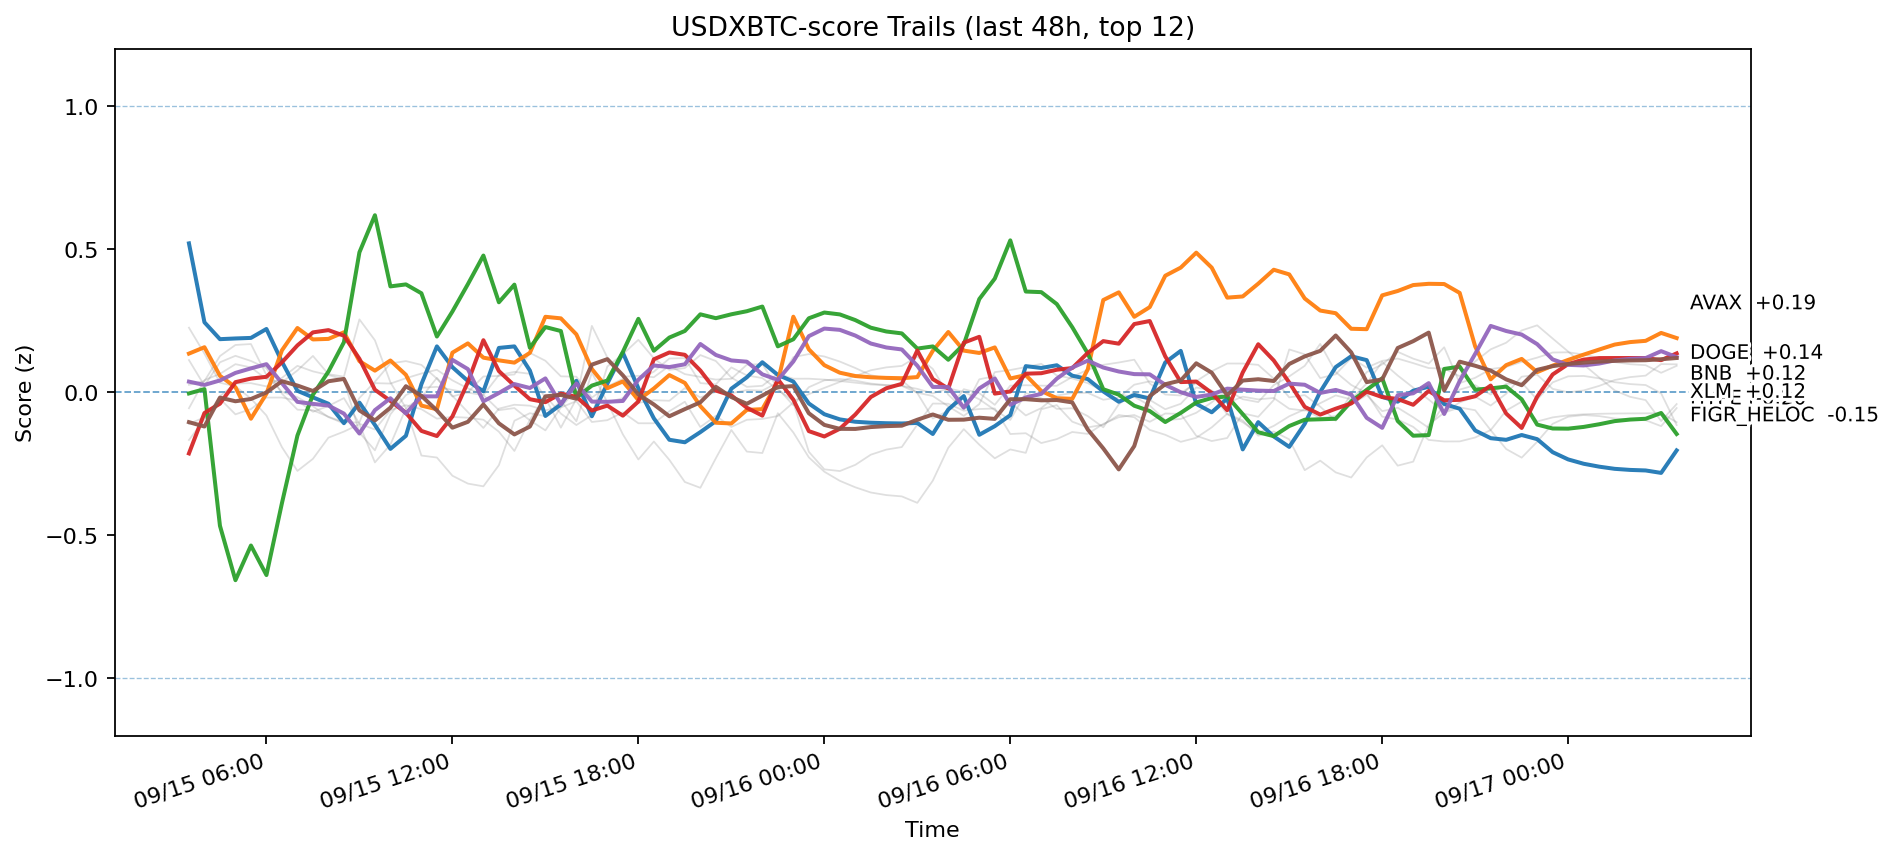 USDXBTC-score Trails (last 48h, top 12)
Score (z)
1.0
0.5
0.0
−0.5
−1.0
AVAX +0.19
DOGE +0.14
BNB +0.12
XLM +0.12
FIGR_HELOC -0.15
09/15 06:00
09/15 12:00
09/15 18:00
09/16 00:00
09/16 06:00
09/16 12:00
09/16 18:00
09/17 00:00
Time